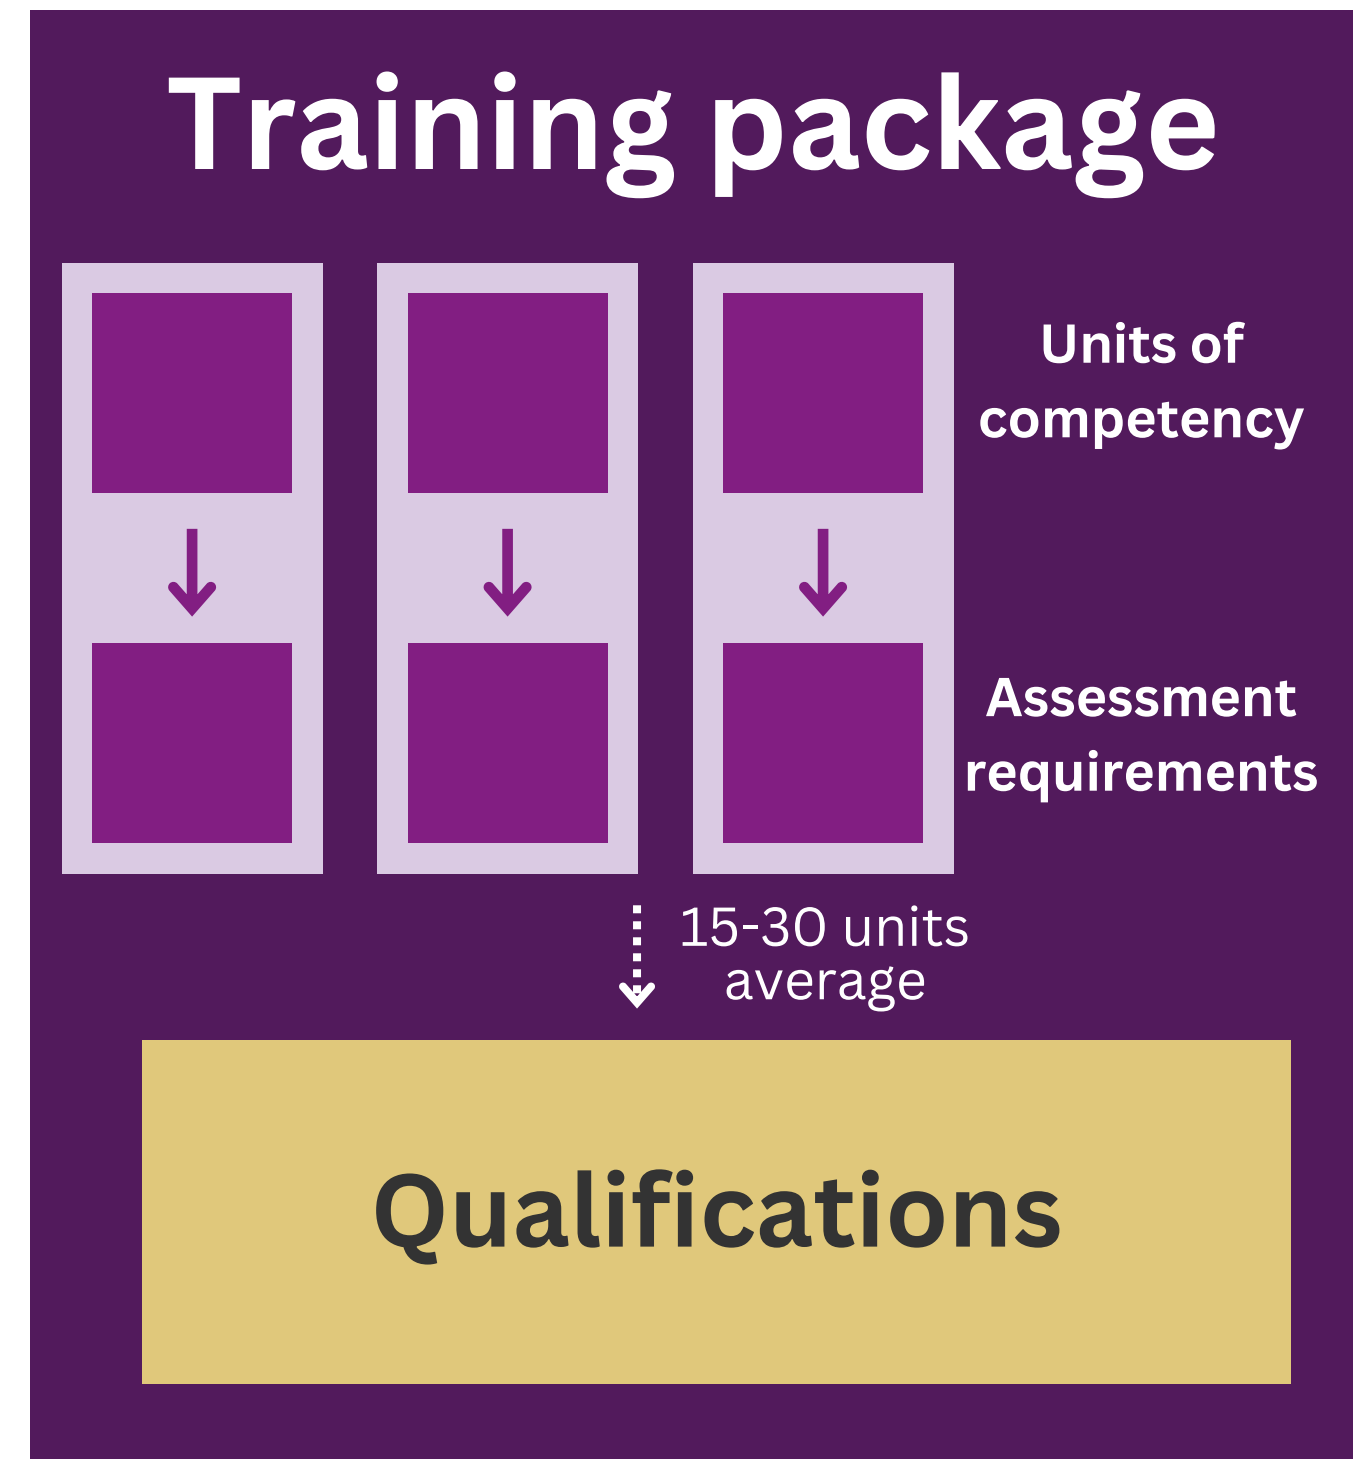 Training package
Units of
competency
Assessment
requirements
15-30 units
average
Qualifications